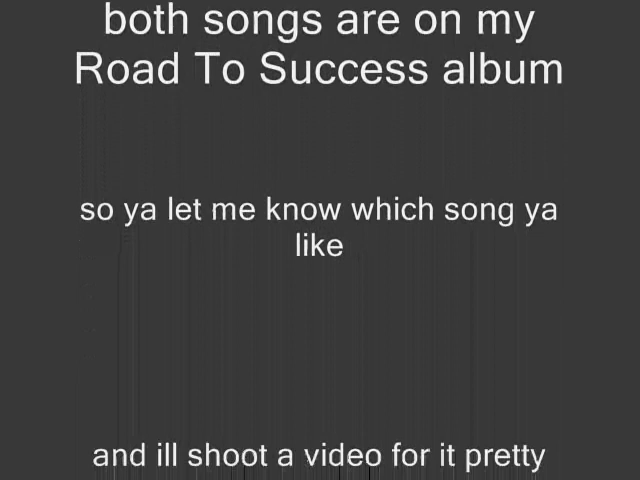 both songs are on my
Road To Success album
so ya let me know which song ya
like
and ill shoot a video for it pretty